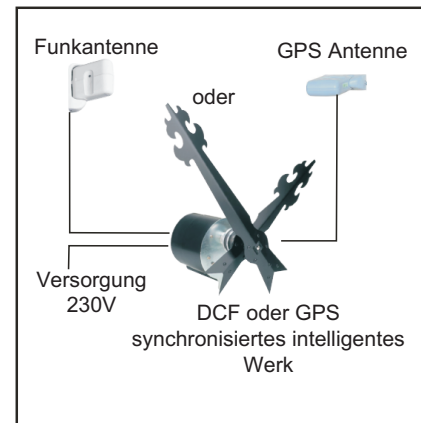 Funkantenne
GPS Antenne
oder
Versorgung
230V
DCF oder GPS
synchronisiertes intelligentes
Werk